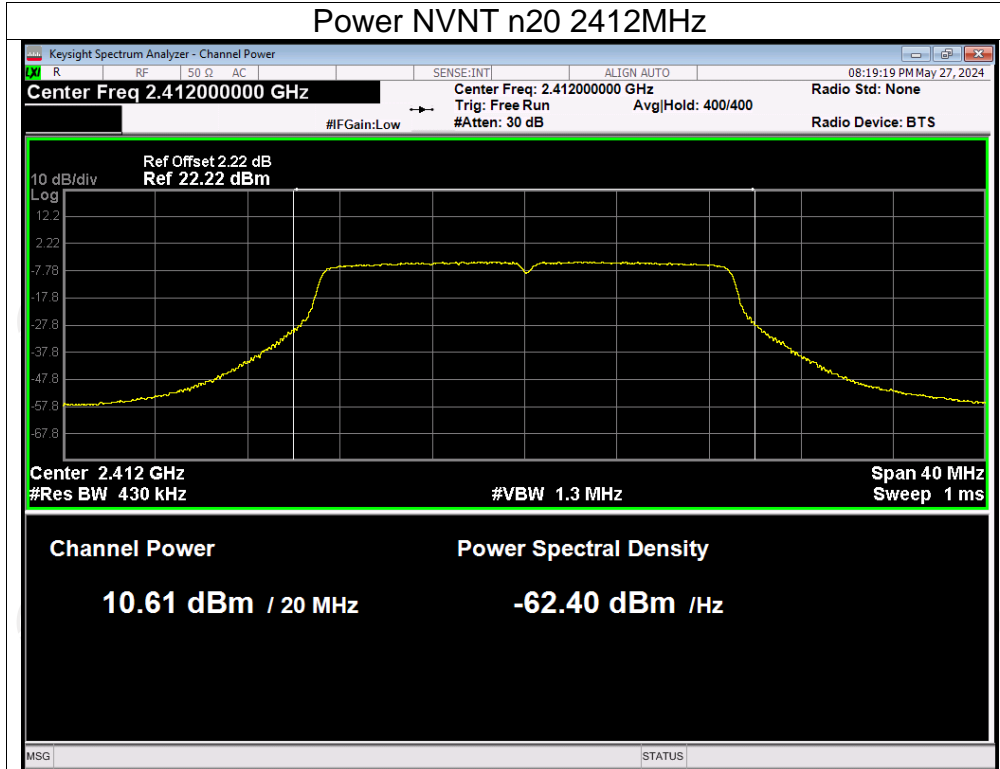 Power NVNT n20 2412MHz
Keysight Spectrum Analyzer - Channel Power
LXI R RF 50 Ω AC SENSE:INT ALIGN AUTO 08:19:19 PM May 27, 2024
Center Freq 2.412000000 GHz Center Freq: 2.412000000 GHz Radio Std: None
Trig: Free Run Avg|Hold: 400/400
#IFGain:Low #Atten: 30 dB Radio Device: BTS
Ref Offset 2.22 dB
10 dB/div Ref 22.22 dBm
Log
12.2
2.22
-7.78
-17.8
-27.8
-37.8
-47.8
-57.8
-67.8
Center 2.412 GHz Span 40 MHz
#Res BW 430 kHz #VBW 1.3 MHz Sweep 1 ms
Channel Power Power Spectral Density
10.61 dBm / 20 MHz -62.40 dBm /Hz
MSG STATUS